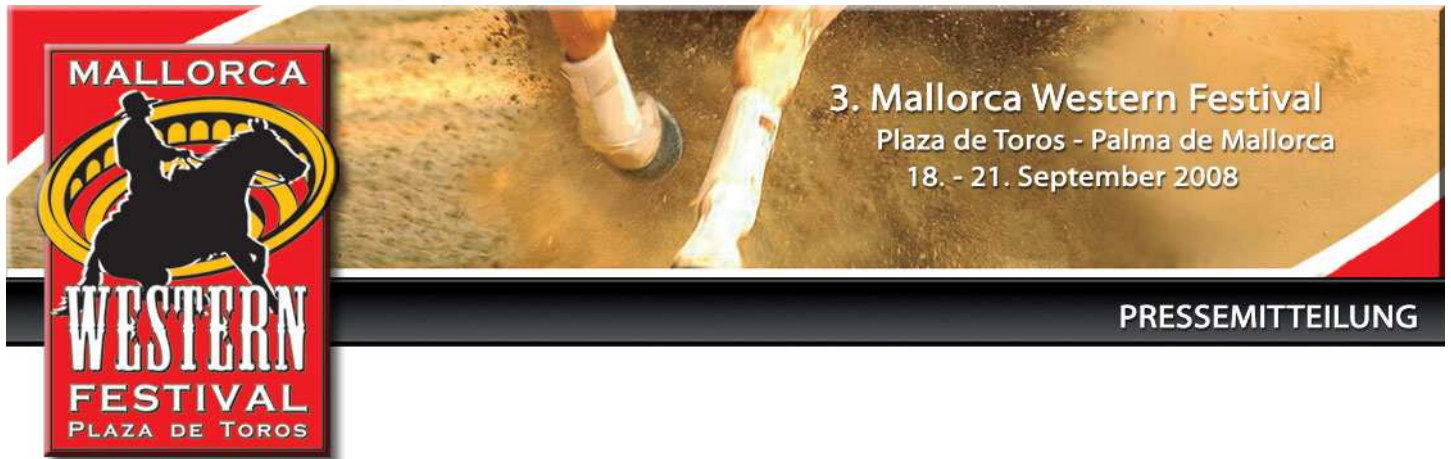 MALLORCA
WESTERN
FESTIVAL
PLAZA DE TOROS
3. Mallorca Western Festival
Plaza de Toros - Palma de Mallorca
18. - 21. September 2008
PRESSEMITTEILUNG